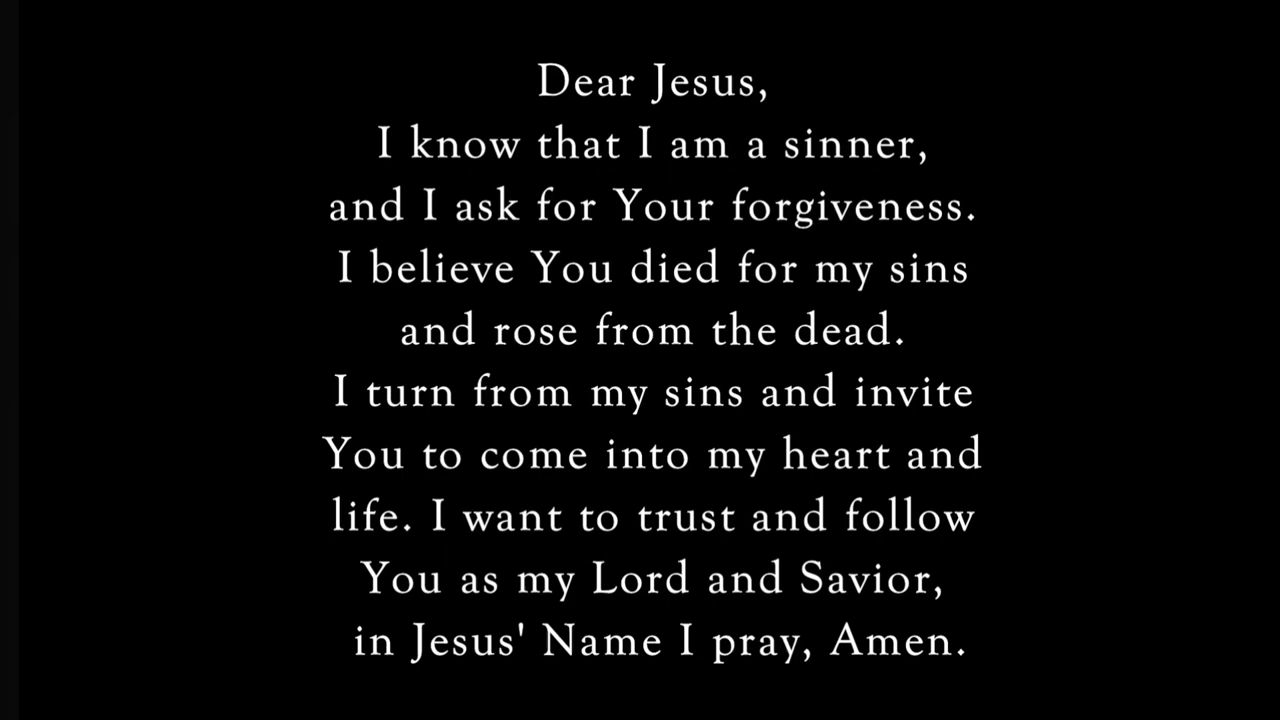 Dear Jesus,
I know that I am a sinner,
and I ask for Your forgiveness.
I believe You died for my sins
and rose from the dead.
I turn from my sins and invite
You to come into my heart and
life. I want to trust and follow
You as my Lord and Savior,
in Jesus' Name I pray, Amen.